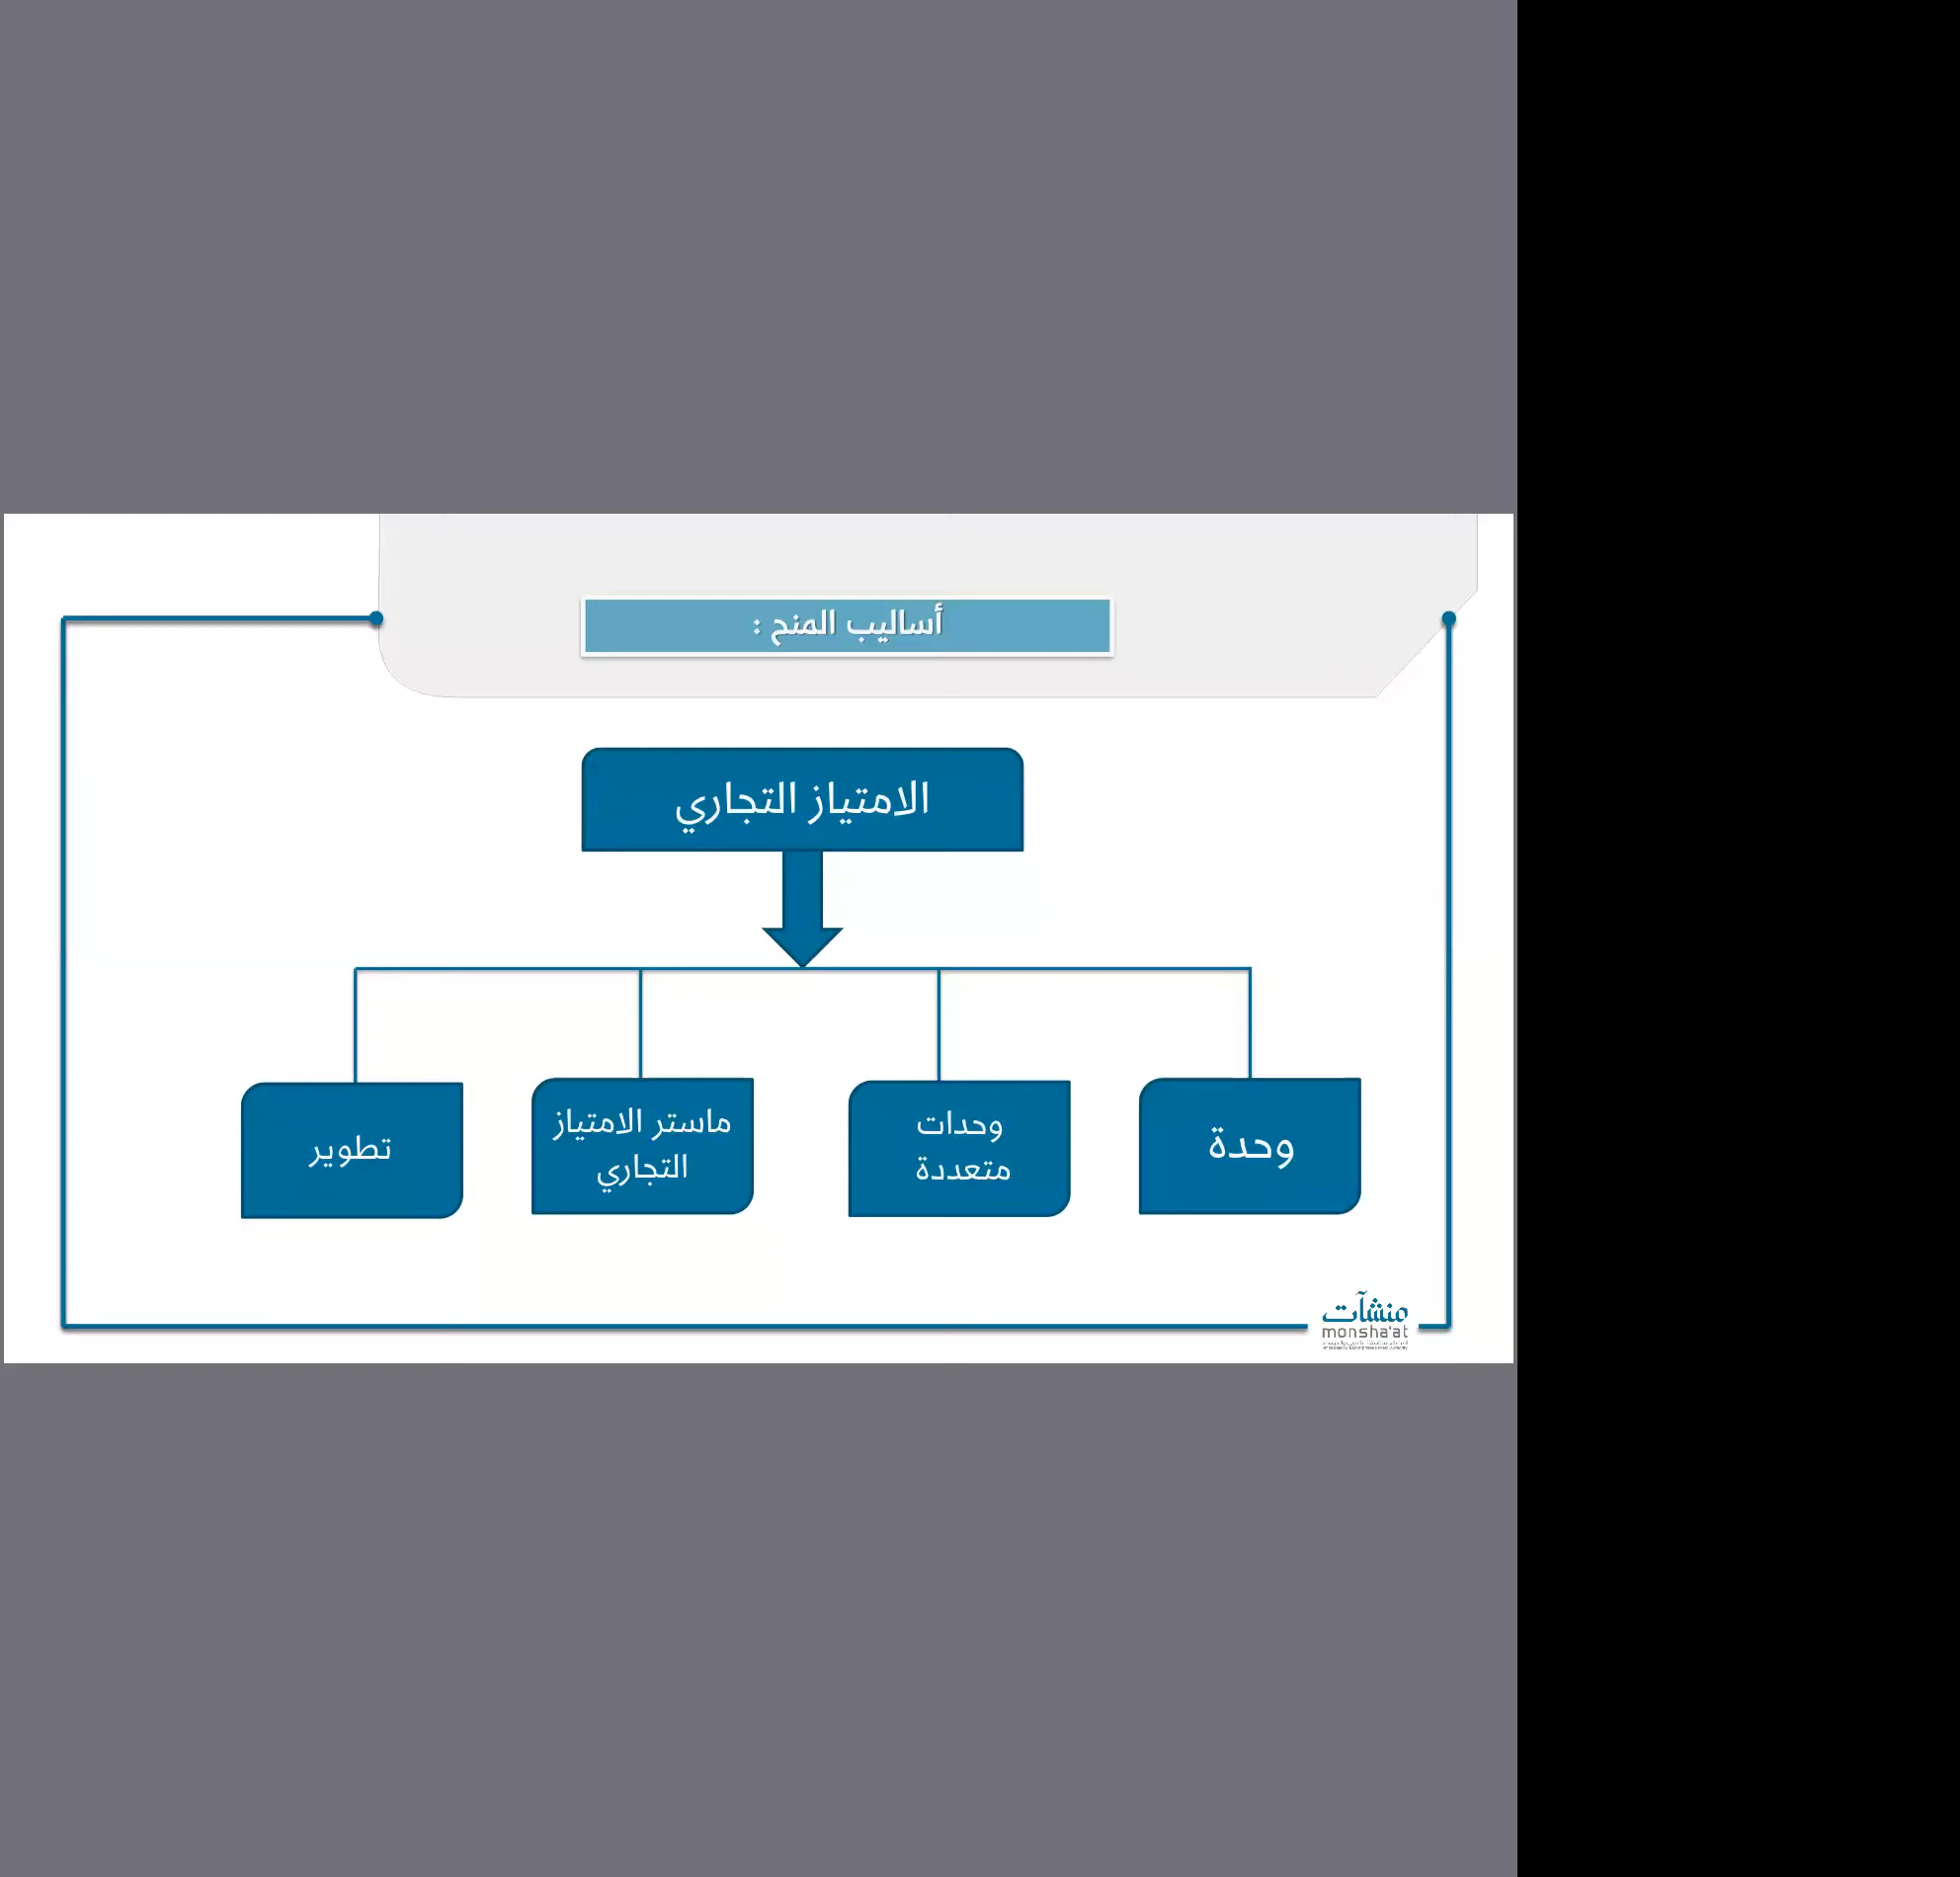 أساليب المنح :
الامتياز التجاري
وحدة
وحدات
متعددة
ماستر الامتياز
التجاري
تطوير
منشآت
monsha'at